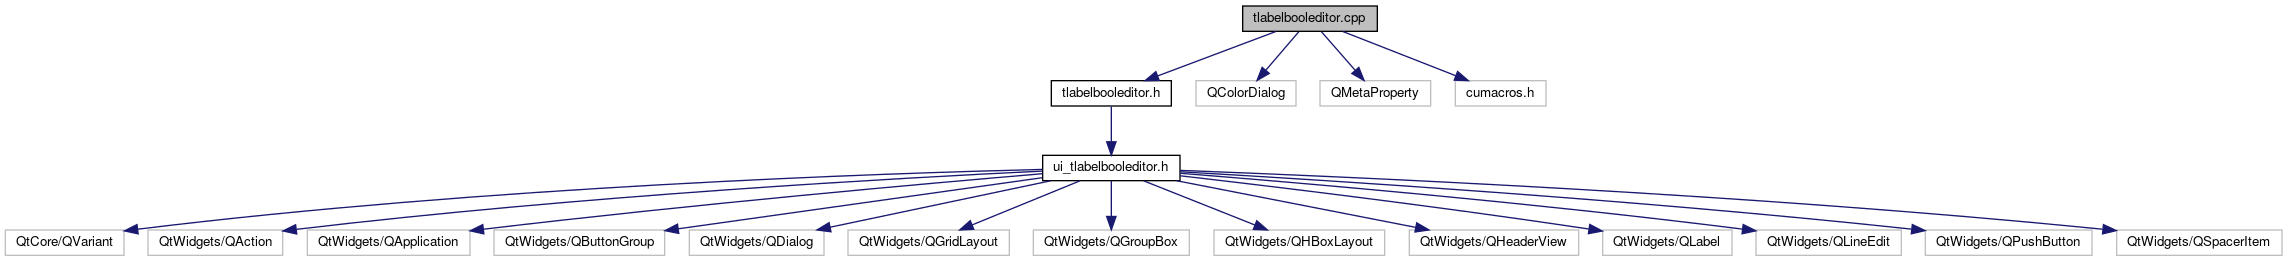 tlabelbooleditor.cpp
tlabelbooleditor.h
QColorDialog
QMetaProperty
cumacros.h
ui_tlabelbooleditor.h
QtCore/QVariant
QtWidgets/QAction
QtWidgets/QApplication
QtWidgets/QButtonGroup
QtWidgets/QDialog
QtWidgets/QGridLayout
QtWidgets/QGroupBox
QtWidgets/QHBoxLayout
QtWidgets/QHeaderView
QtWidgets/QLabel
QtWidgets/QLineEdit
QtWidgets/QPushButton
QtWidgets/QSpacerItem